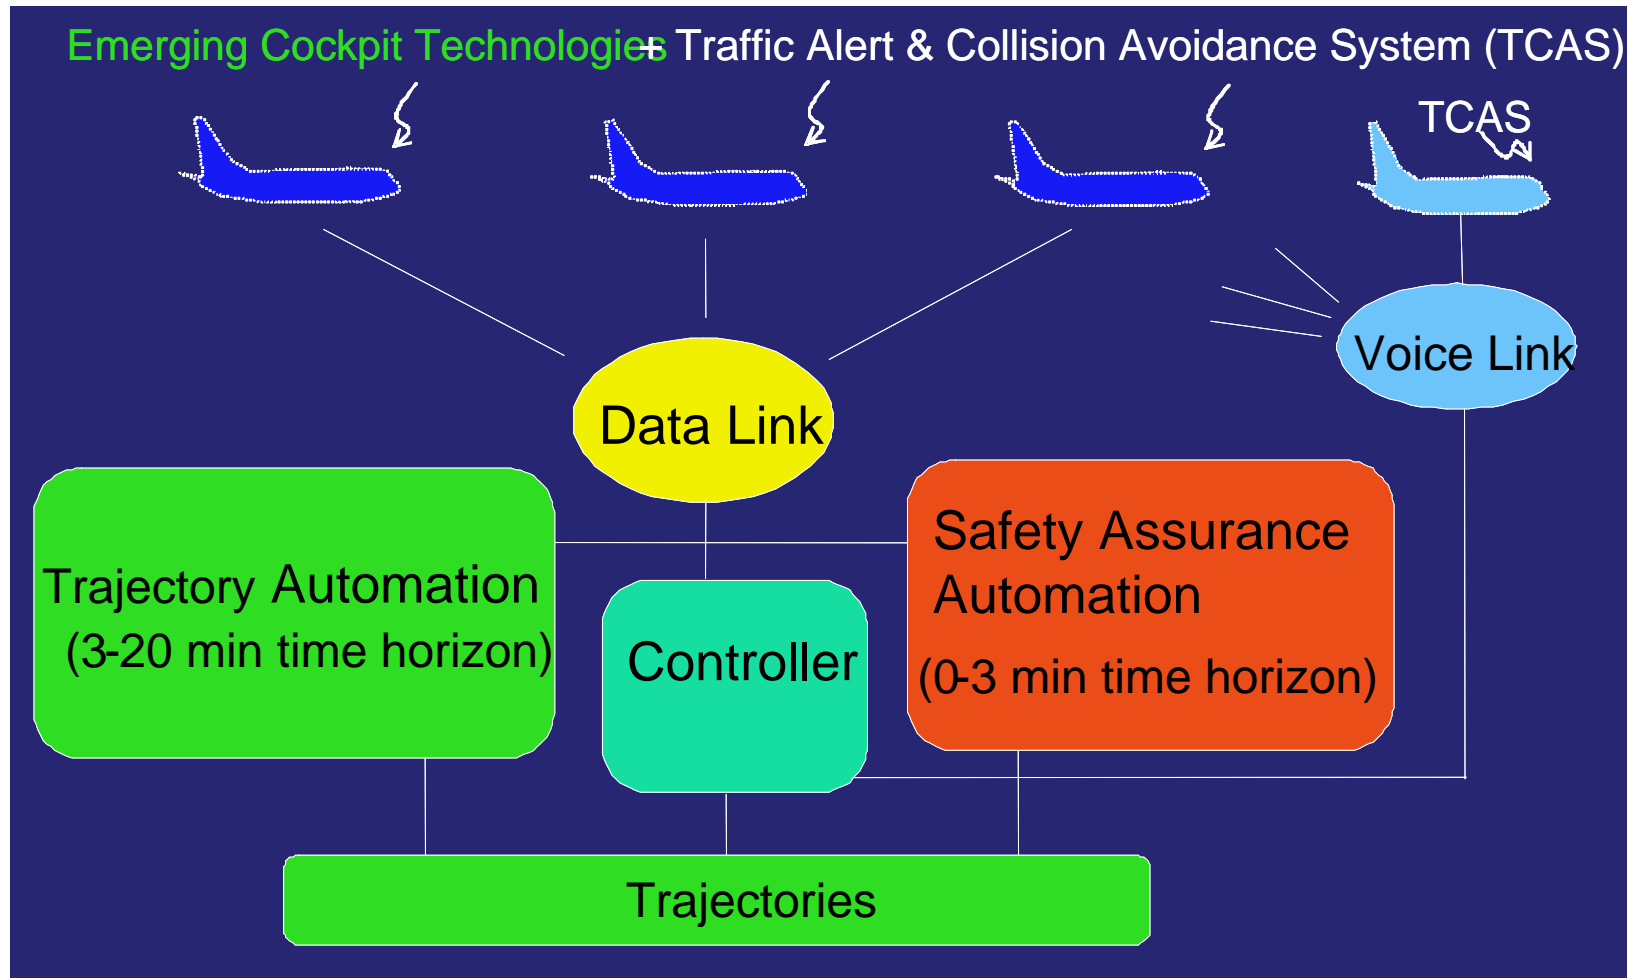 Emerging Cockpit Technologies + Traffic Alert & Collision Avoidance System (TCAS)
TCAS
Voice Link
Data Link
Trajectory Automation
(3-20 min time horizon)
Controller
Safety Assurance
Automation
(0-3 min time horizon)
Trajectories